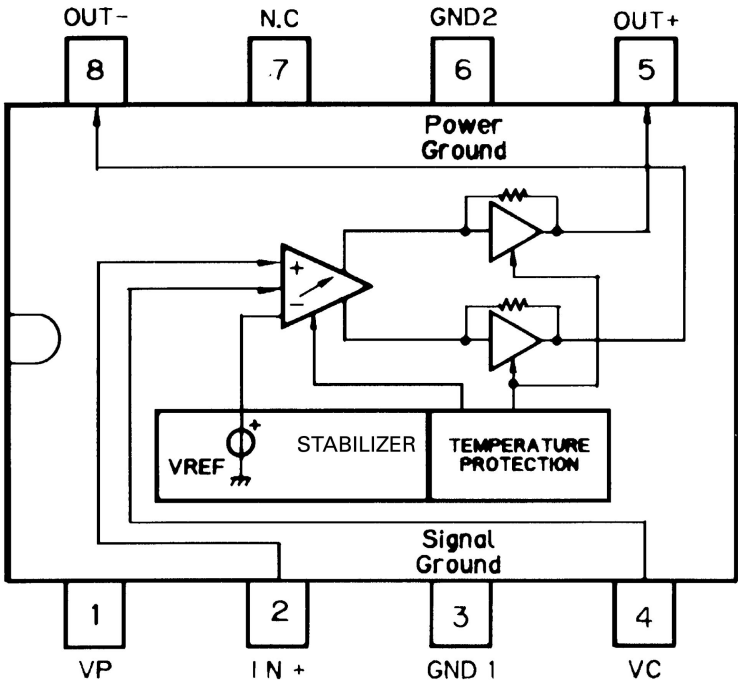 OUT-
N.C
GND2
OUT+
8
7
6
5
Power
Ground
+
-
+
VREF
STABILIZER
TEMPERATURE
PROTECTION
Signal
Ground
1
2
3
4
VP
IN +
GND 1
VC